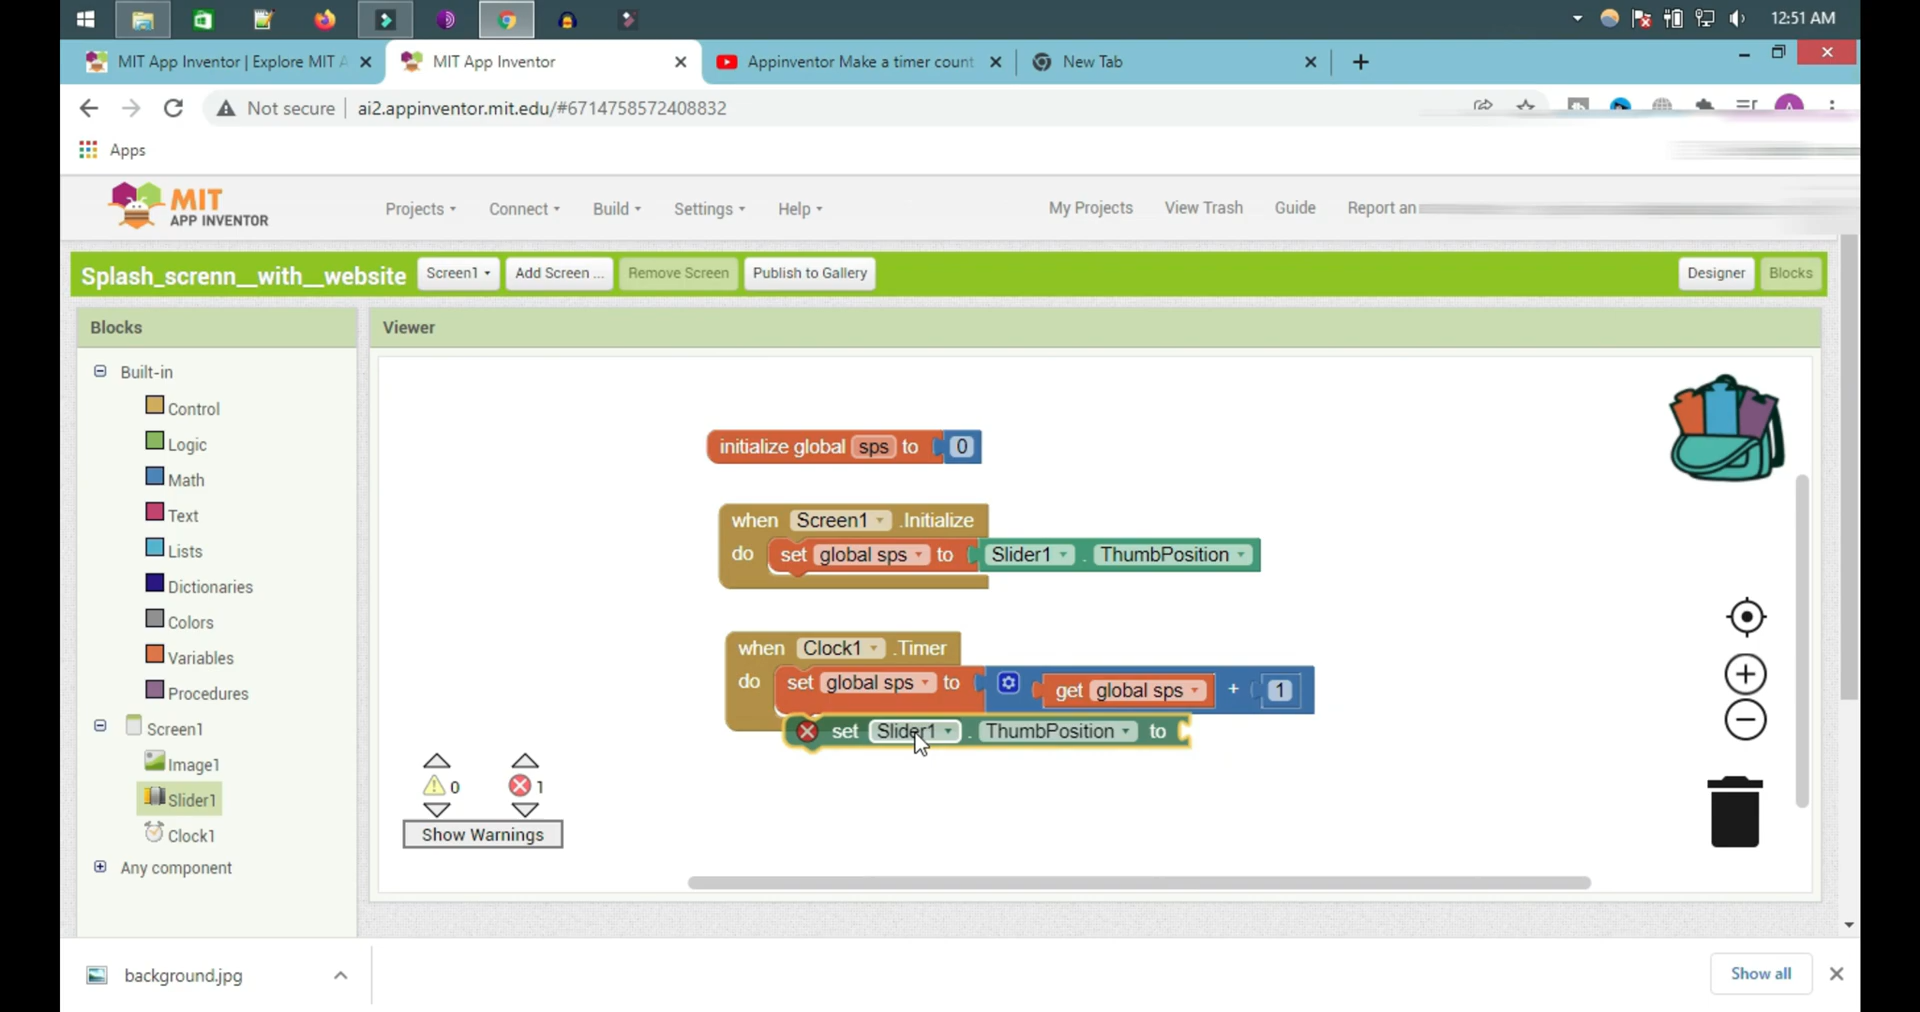 12:51 AM
MIT App Inventor | Explore MIT A
MIT App Inventor
Appinventor Make a timer count
New Tab
Not secure
ai2.appinventor.mit.edu/#6714758572408832
A
Apps
MIT
APP INVENTOR
Projects
Connect
Build
Settings
Help
My Projects
View Trash
Guide
Report an
Splash_screnn__with__website
Screen1
Add Screen ...
Remove Screen
Publish to Gallery
Designer
Blocks
Blocks
Viewer
Built-in
Control
Logic
Math
Text
Lists
Dictionaries
Colors
Variables
Procedures
Screen1
Image1
Slider1
Clock1
Any component
initialize global sps to 0
when Screen1 .Initialize
do set global sps to Slider1 . ThumbPosition
when Clock1 .Timer
do set global sps to get global sps + 1
set Slider1 . ThumbPosition to
0
1
Show Warnings
background.jpg
Show all